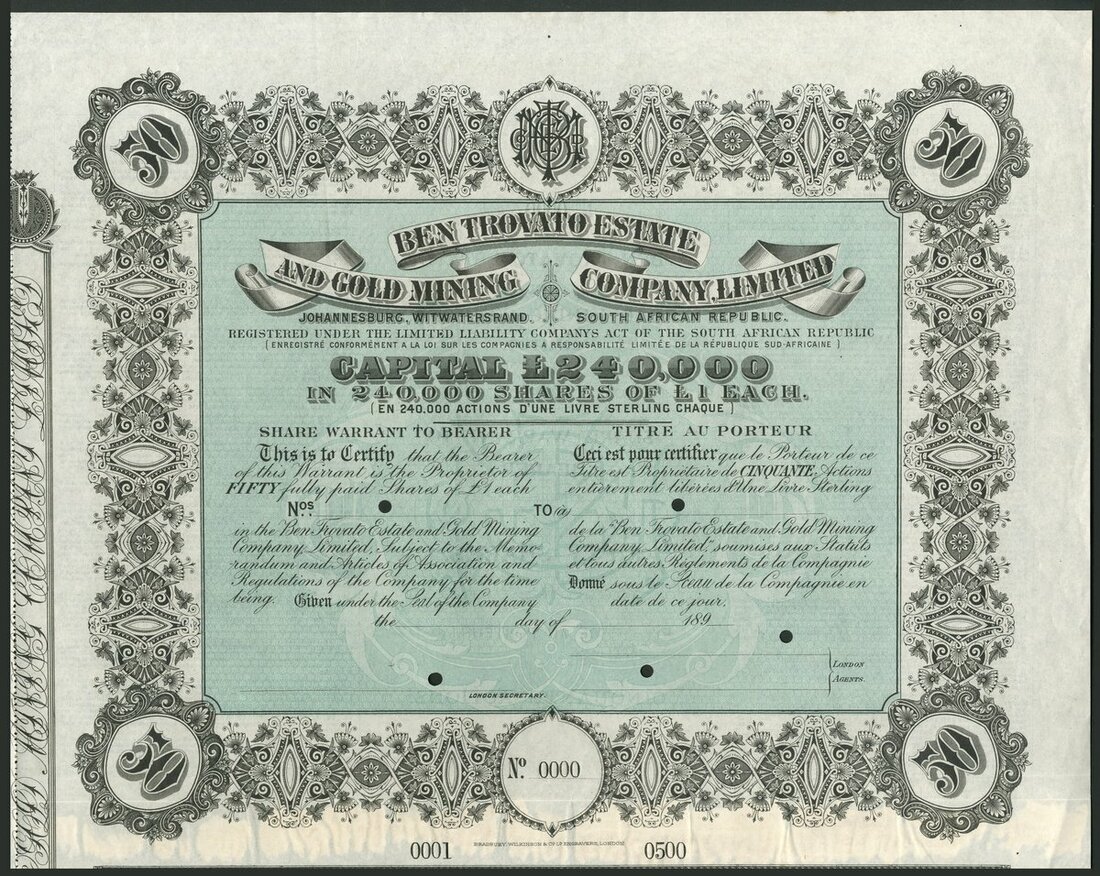 50
50
BEN TROVATO ESTATE
AND GOLD MINING COMPANY, LIMITED
JOHANNESBURG, WITWATERSRAND. SOUTH AFRICAN REPUBLIC.
REGISTERED UNDER THE LIMITED LIABILITY COMPANYS ACT OF THE SOUTH AFRICAN REPUBLIC
(ENREGISTRÉ CONFORMÉMENT A LA LOI SUR LES COMPAGNIES A RESPONSABILITÉ LIMITÉE DE LA RÉPUBLIQUE SUD-AFRICAINE)
CAPITAL £240,000
IN 240,000 SHARES OF £1 EACH.
(EN 240.000 ACTIONS D'UNE LIVRE STERLING CHAQUE)
SHARE WARRANT TO BEARER
This is to Certify that the Bearer
of this Warrant is the Proprietor of
FIFTY fully paid Shares of £1 each
Nos. TO
in the Ben Trovato Estate and Gold Mining
Company, Limited, Subject to the Memo-
randum and Articles of Association and
Regulations of the Company for the time
being. Given under the Seal of the Company
TITRE AU PORTEUR
Ceci est pour certifier que le Porteur de ce
Titre est Propriétaire de CINQUANTE Actions
entièrement libérées d'Une Livre Sterling
(a)
de la "Ben Trovato Estate and Gold Mining
Company, Limited," soumises aux Statuts
et tous autres Réglements de la Compagnie
Donné sous le Sceau de la Compagnie en
date de ce jour.
the day of 189
LONDON
AGENTS.
LONDON SECRETARY.
50
No. 0000
50
BRADBURY, WILKINSON & Co. Ld. ENGRAVERS, LONDON
0001 0500